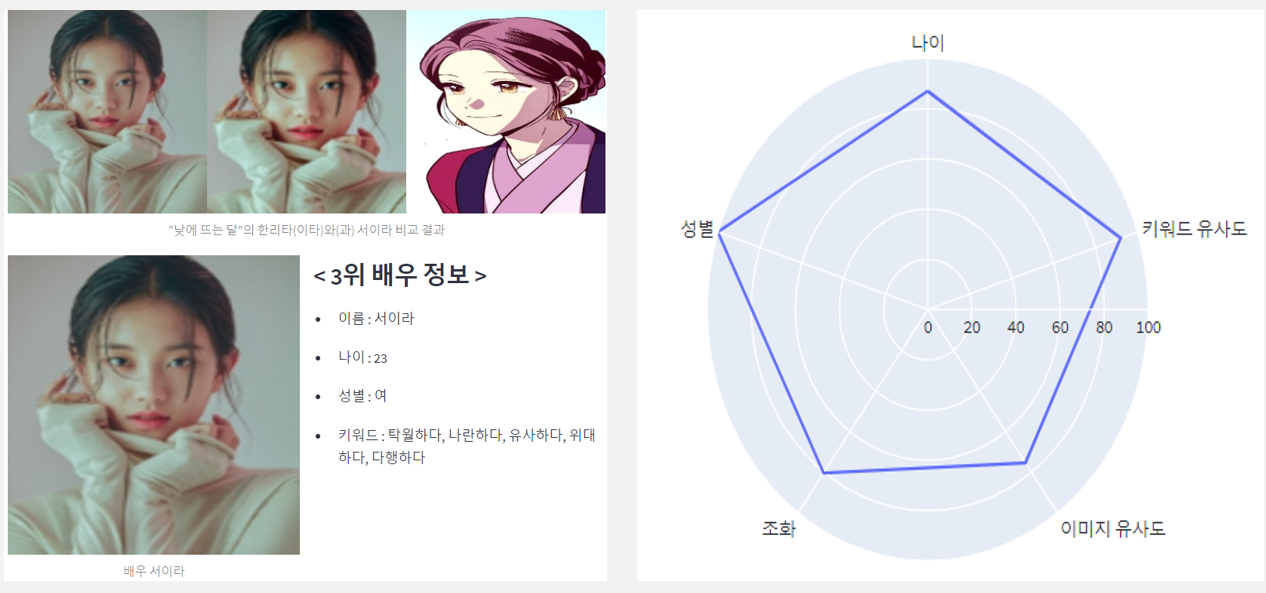 "낮에 뜨는 달"의 한리타(이타)와(과) 서이라 비교 결과
< 3위 배우 정보 >
• 이름 : 서이라
• 나이 : 23
• 성별 : 여
• 키워드 : 탁월하다, 나란하다, 유사하다, 위대
하다, 다행하다
배우 서이라
나이
성별
키워드 유사도
0 20 40 60 80 100
조화
이미지 유사도